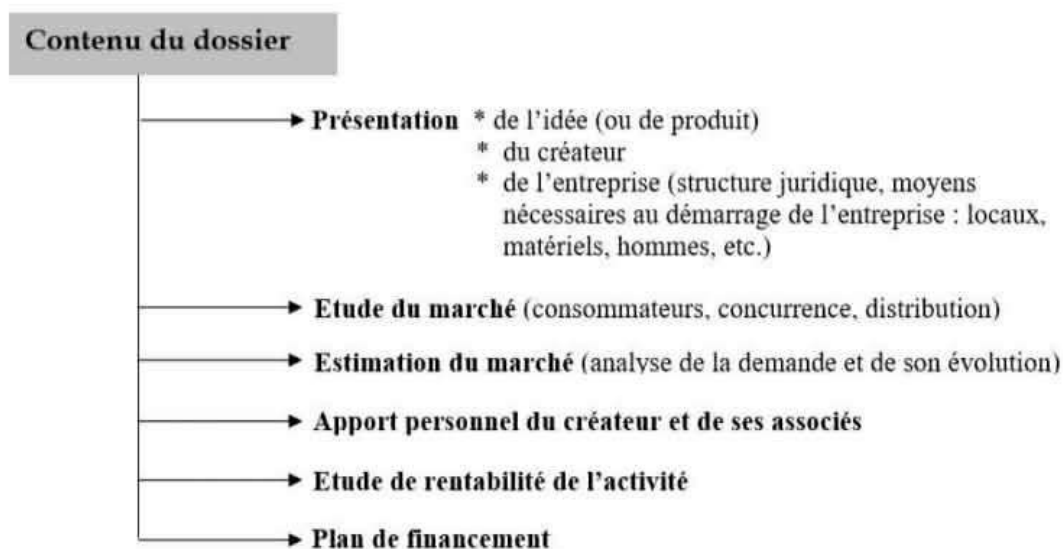 Contenu du dossier
Présentation * de l’idée (ou de produit)
* du créateur
* de l’entreprise (structure juridique, moyens
nécessaires au démarrage de l’entreprise : locaux,
matériels, hommes, etc.)
Etude du marché (consommateurs, concurrence, distribution)
Estimation du marché (analyse de la demande et de son évolution)
Apport personnel du créateur et de ses associés
Etude de rentabilité de l’activité
Plan de financement